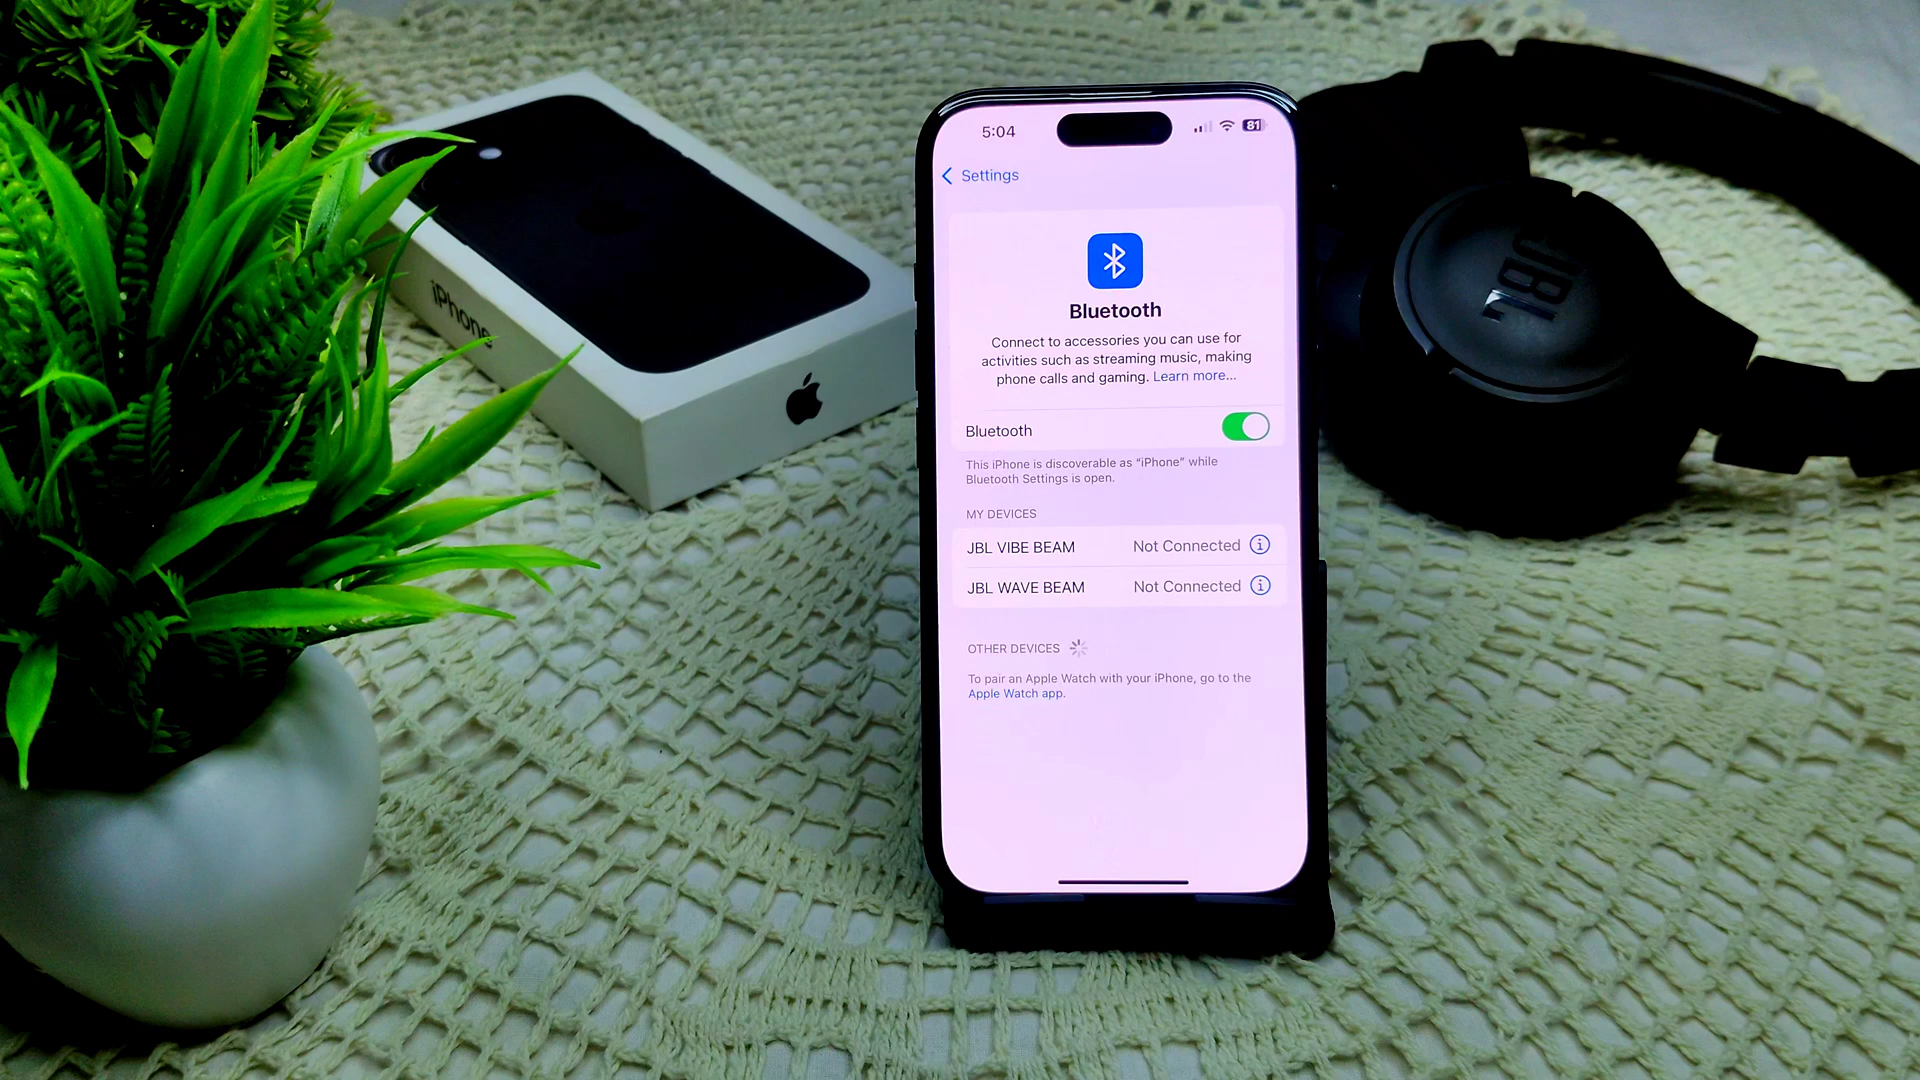 iPhone
5:04
81
Settings
Bluetooth
Connect to accessories you can use for
activities such as streaming music, making
phone calls and gaming. Learn more...
Bluetooth
This iPhone is discoverable as “iPhone” while
Bluetooth Settings is open.
MY DEVICES
JBL VIBE BEAM Not Connected
JBL WAVE BEAM Not Connected
OTHER DEVICES
To pair an Apple Watch with your iPhone, go to the
Apple Watch app.
JBL